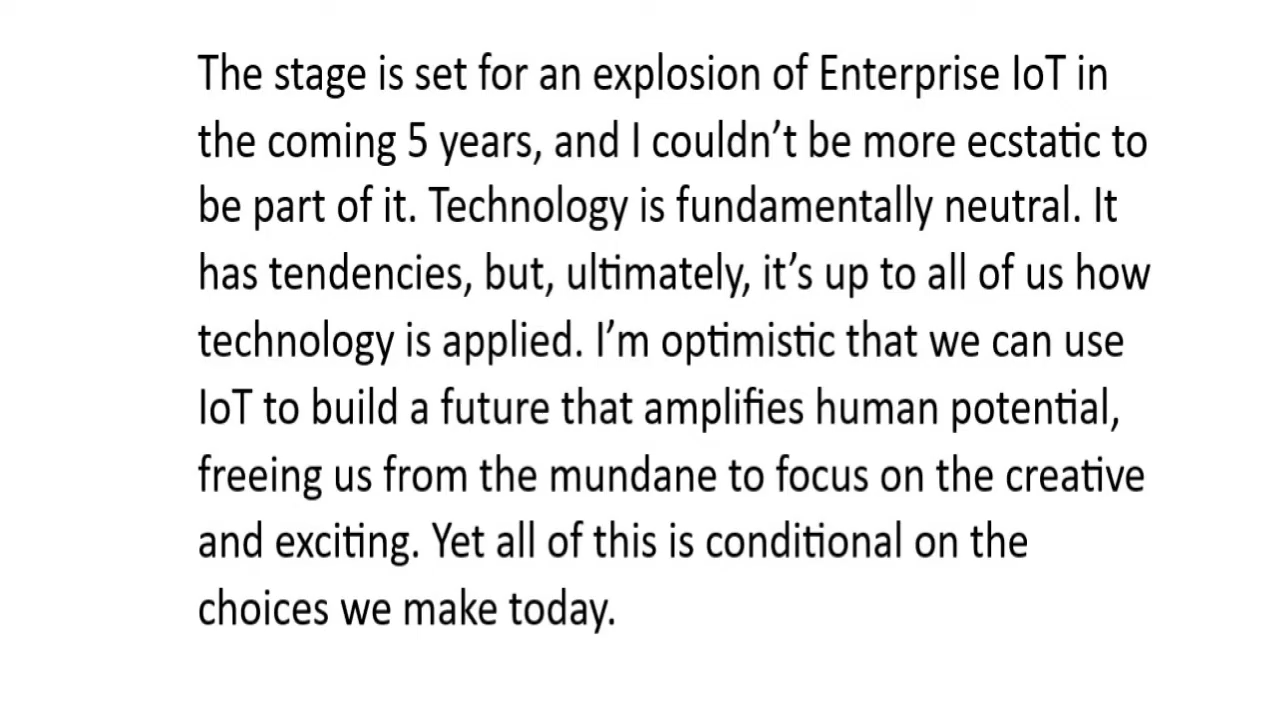 The stage is set for an explosion of Enterprise IoT in
the coming 5 years, and I couldn’t be more ecstatic to
be part of it. Technology is fundamentally neutral. It
has tendencies, but, ultimately, it’s up to all of us how
technology is applied. I’m optimistic that we can use
IoT to build a future that amplifies human potential,
freeing us from the mundane to focus on the creative
and exciting. Yet all of this is conditional on the
choices we make today.